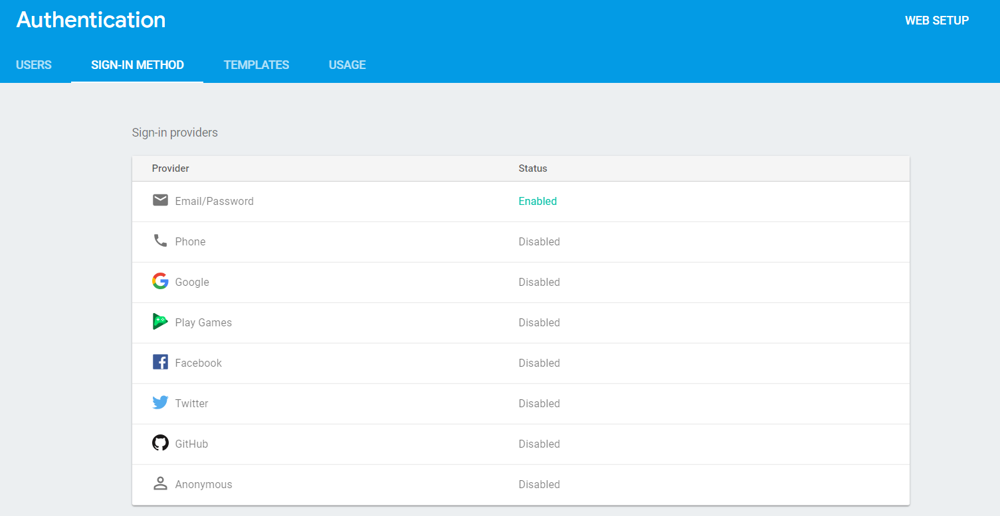 Authentication
WEB SETUP
USERS SIGN-IN METHOD TEMPLATES USAGE
Sign-in providers
Provider Status
Email/Password Enabled
Phone Disabled
Google Disabled
Play Games Disabled
Facebook Disabled
Twitter Disabled
GitHub Disabled
Anonymous Disabled